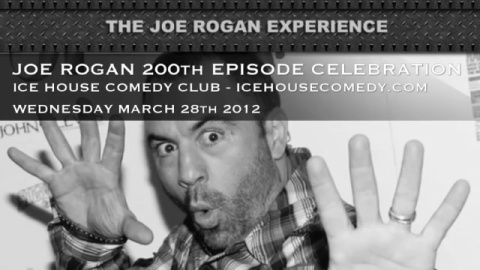 THE JOE ROGAN EXPERIENCE
JOE ROGAN 200TH EPISODE CELEBRATION
ICE HOUSE COMEDY CLUB - ICEHOUSECOMEDY.COM
WEDNESDAY MARCH 28TH 2012
JOHN